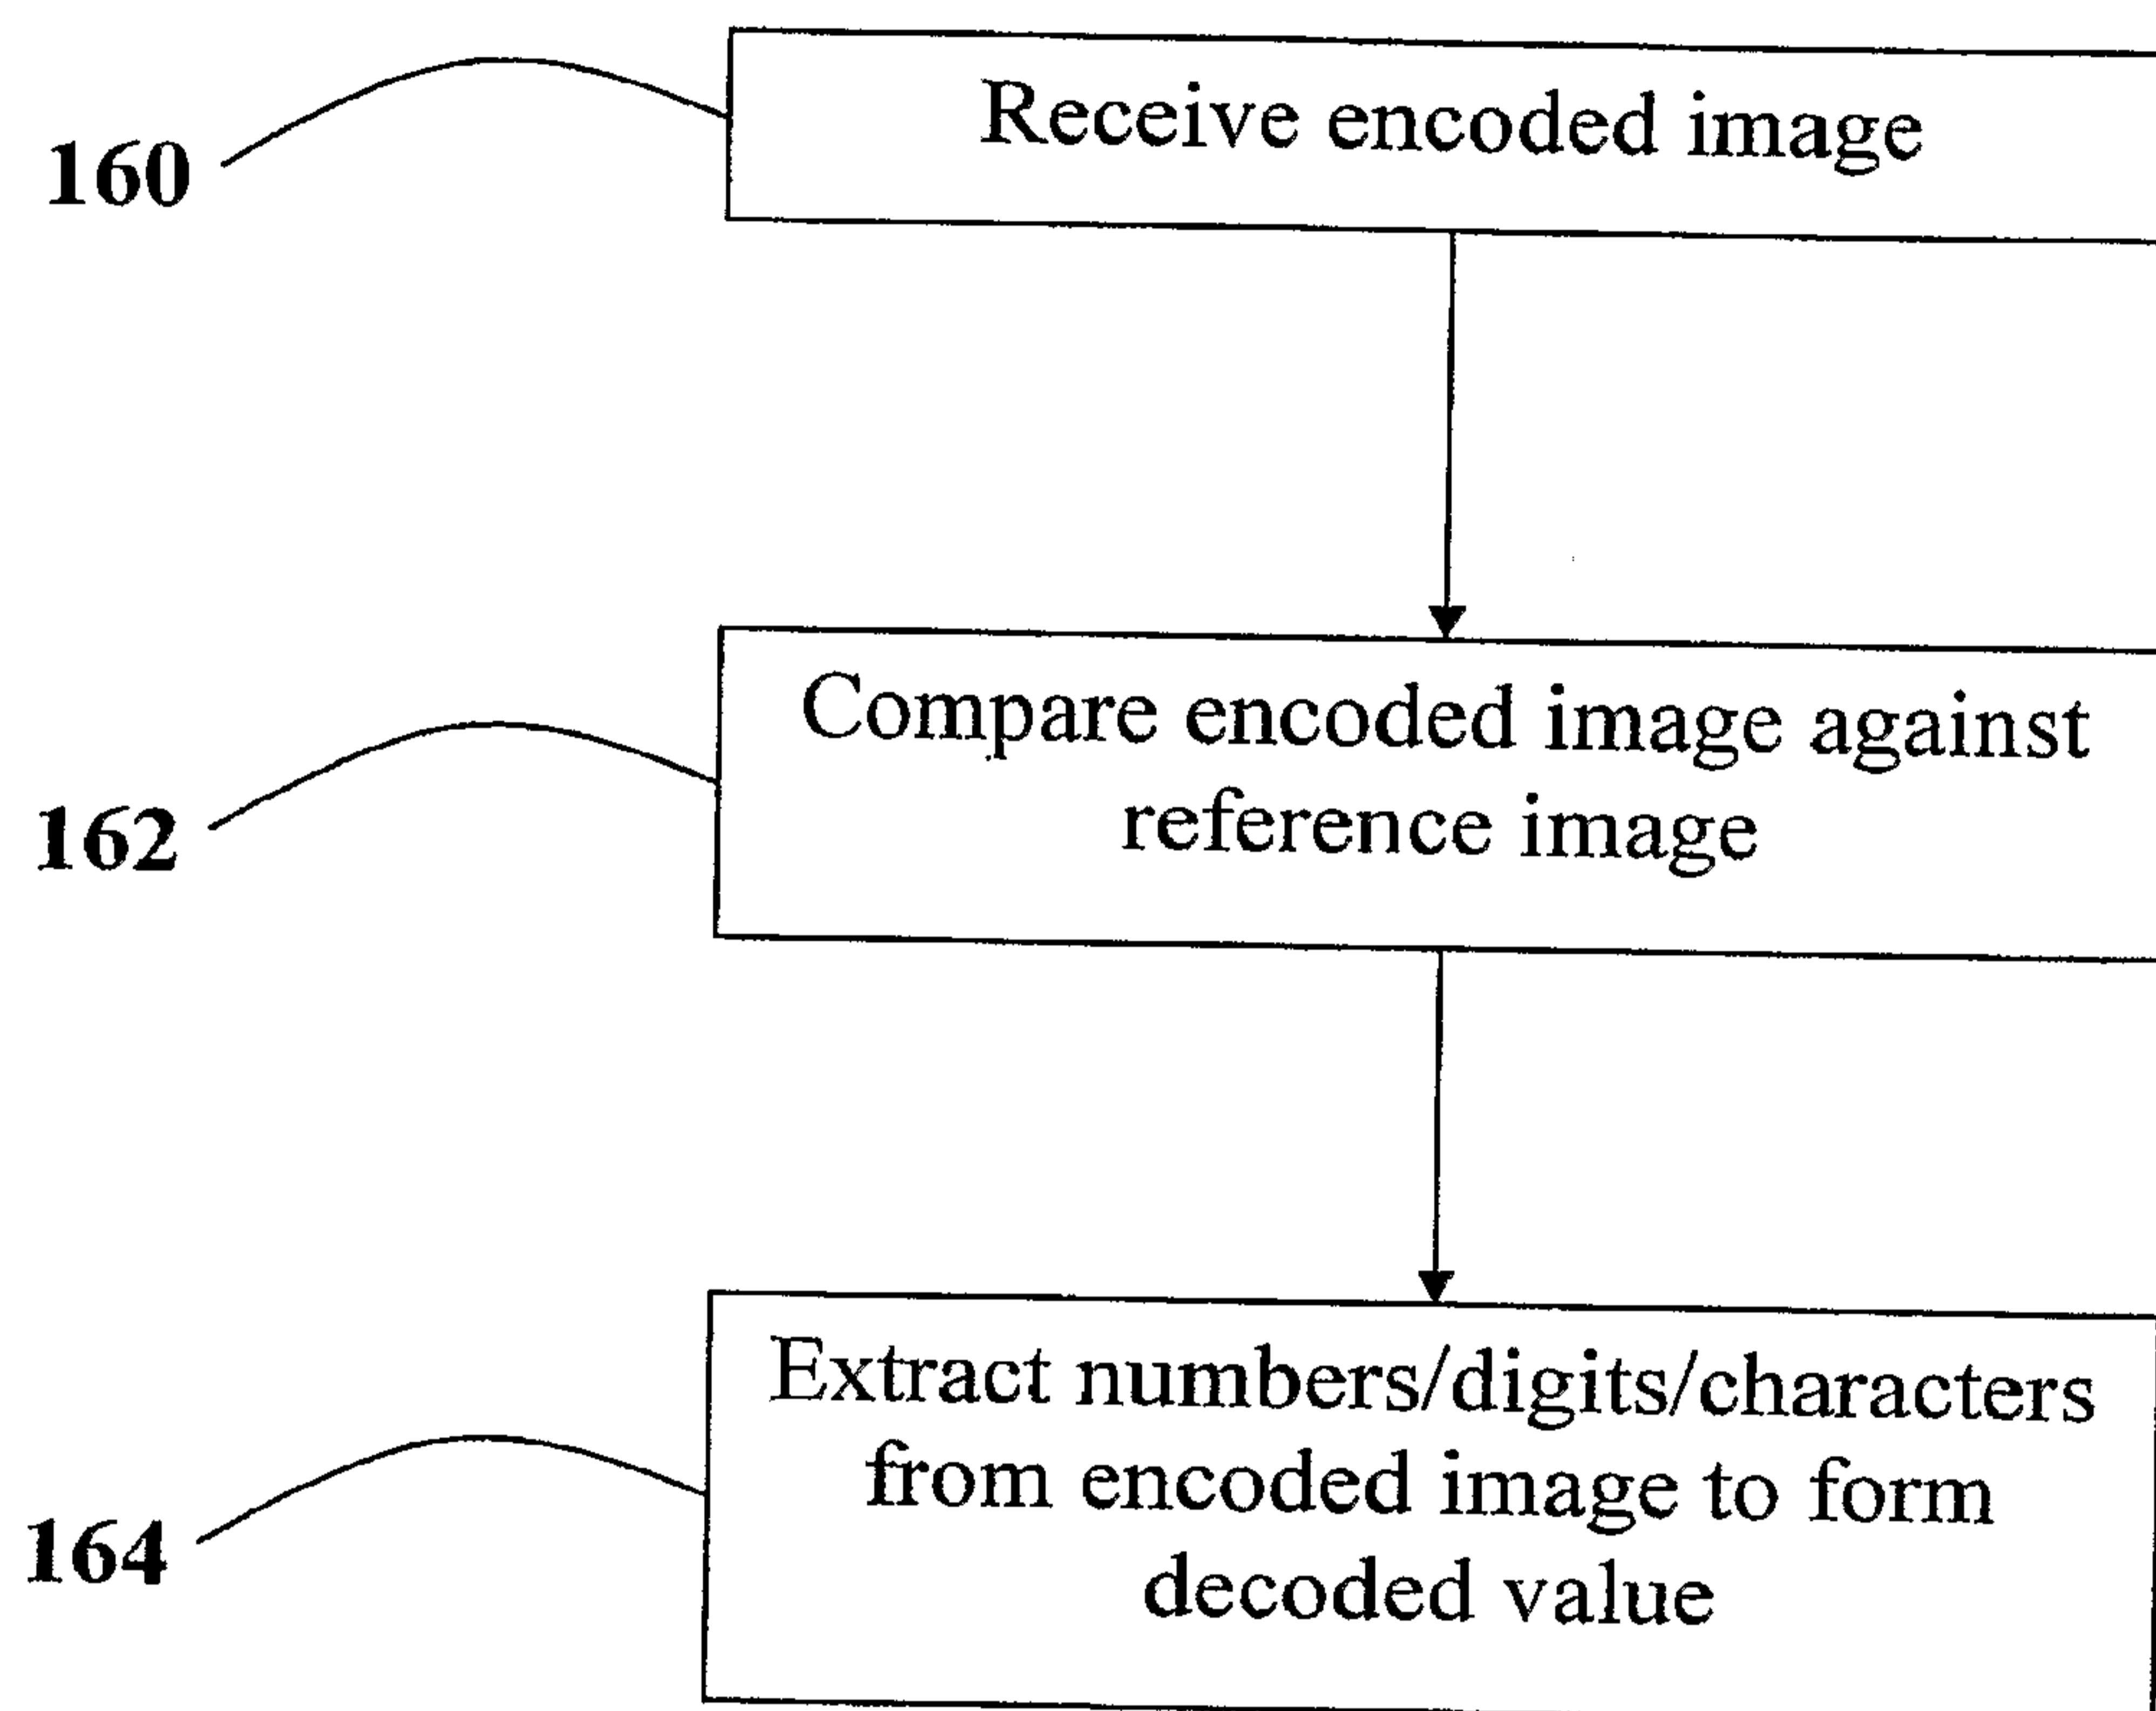 Receive encoded image
160
Compare encoded image against
reference image
162
Extract numbers/digits/characters
from encoded image to form
decoded value
164